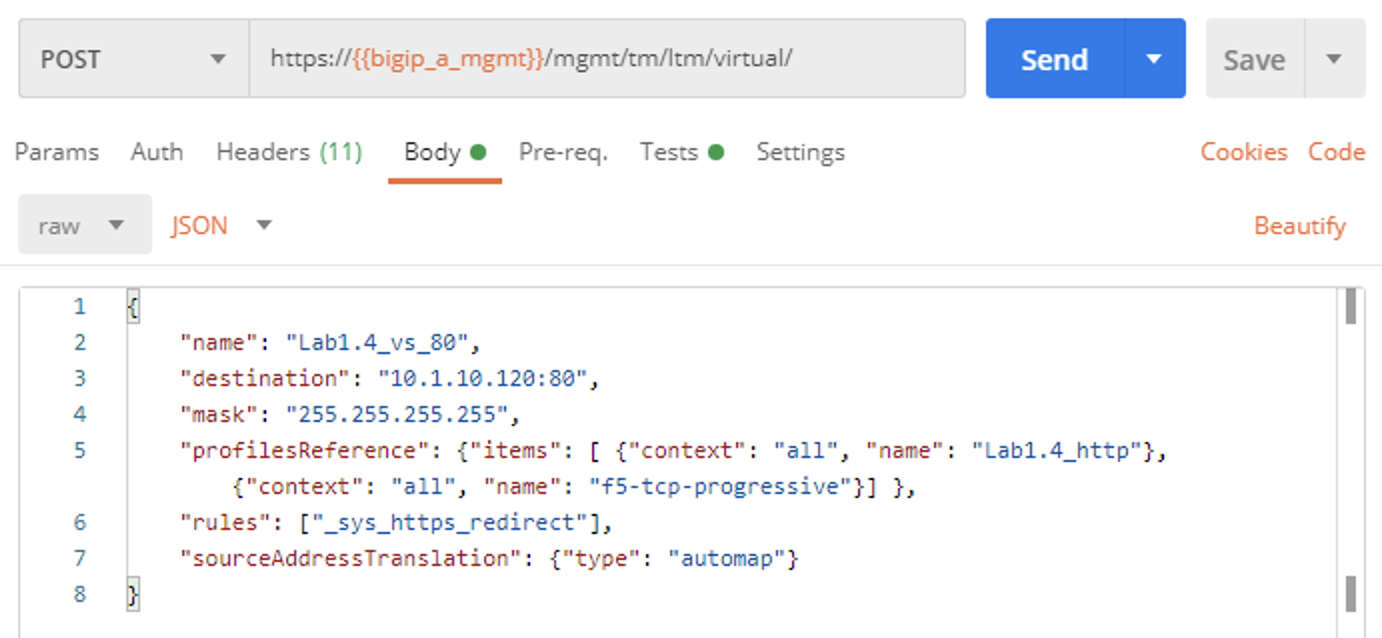 POST https://{{bigip_a_mgmt}}/mgmt/tm/ltm/virtual/ Send Save
Params Auth Headers (11) Body Pre-req. Tests Settings Cookies Code
raw JSON Beautify
1 {
2 "name": "Lab1.4_vs_80",
3 "destination": "10.1.10.120:80",
4 "mask": "255.255.255.255",
5 "profilesReference": {"items": [ {"context": "all", "name": "Lab1.4_http"},
{"context": "all", "name": "f5-tcp-progressive"}] },
6 "rules": ["_sys_https_redirect"],
7 "sourceAddressTranslation": {"type": "automap"}
8 }